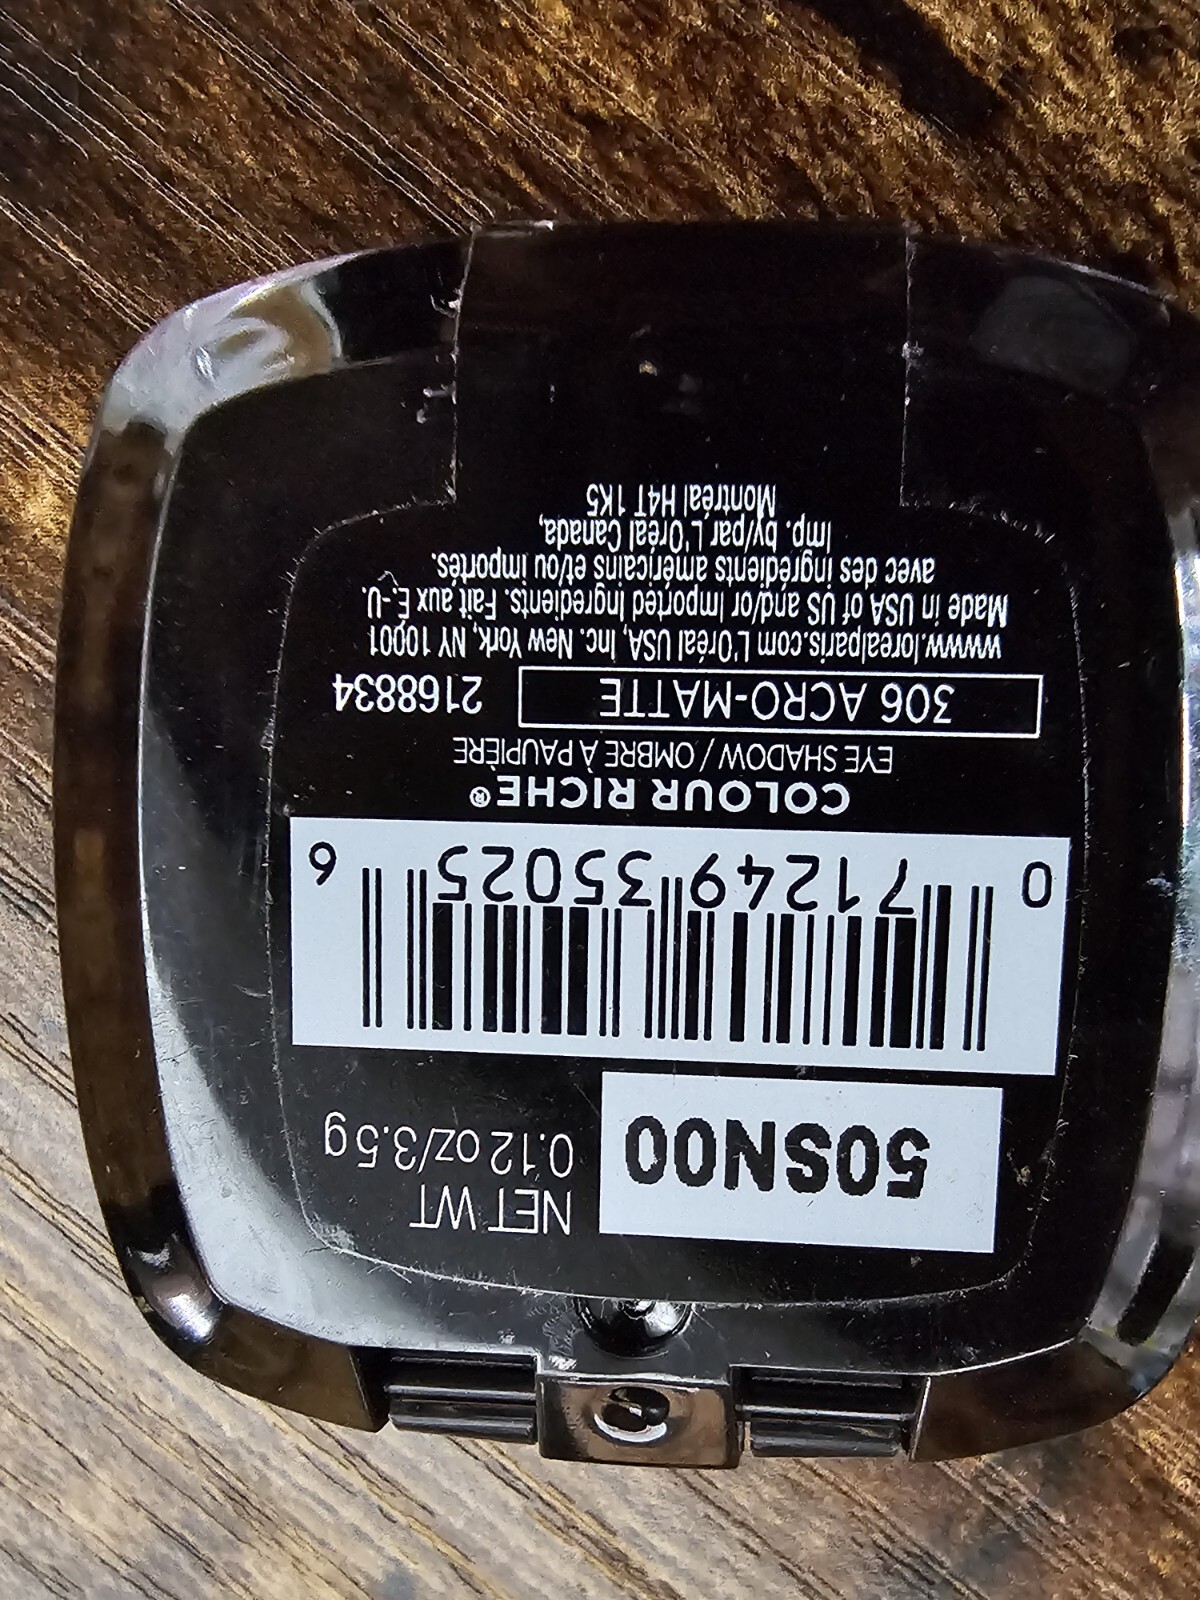 NET WT
0.12 oz/3.5 g
50SN00
0 71249 35025 6
COLOUR RICHE®
EYE SHADOW / OMBRE À PAUPIÈRE
306 ACRO-MATTE 2168834
www.lorealparis.com L'Oréal USA, Inc. New York, NY 10001
Made in USA of US and/or Imported Ingredients. Fait aux É.-U.
avec des ingrédients américains et/ou importés.
Imp. by/par L'Oréal Canada,
Montréal H4T 1K5